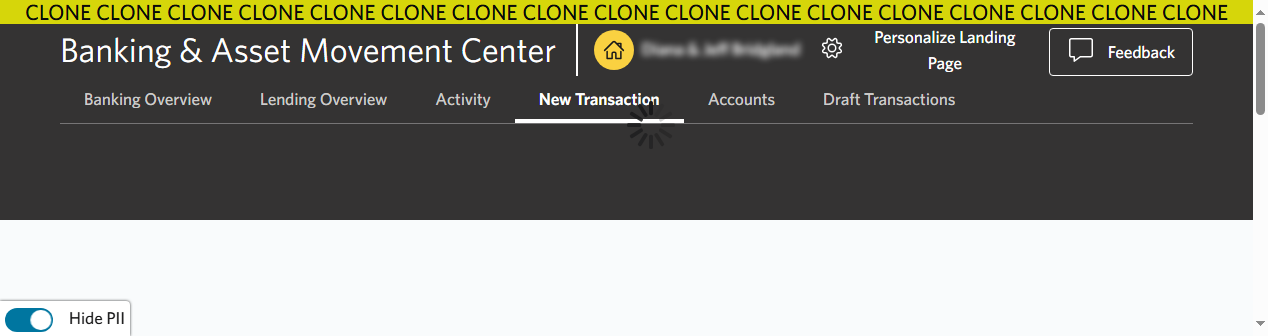 CLONE CLONE CLONE CLONE CLONE CLONE CLONE CLONE CLONE CLONE CLONE CLONE CLONE CLONE CLONE CLONE CLONE
Banking & Asset Movement Center
Personalize Landing
Page
Feedback
Banking Overview Lending Overview Activity New Transaction Accounts Draft Transactions
Hide PII